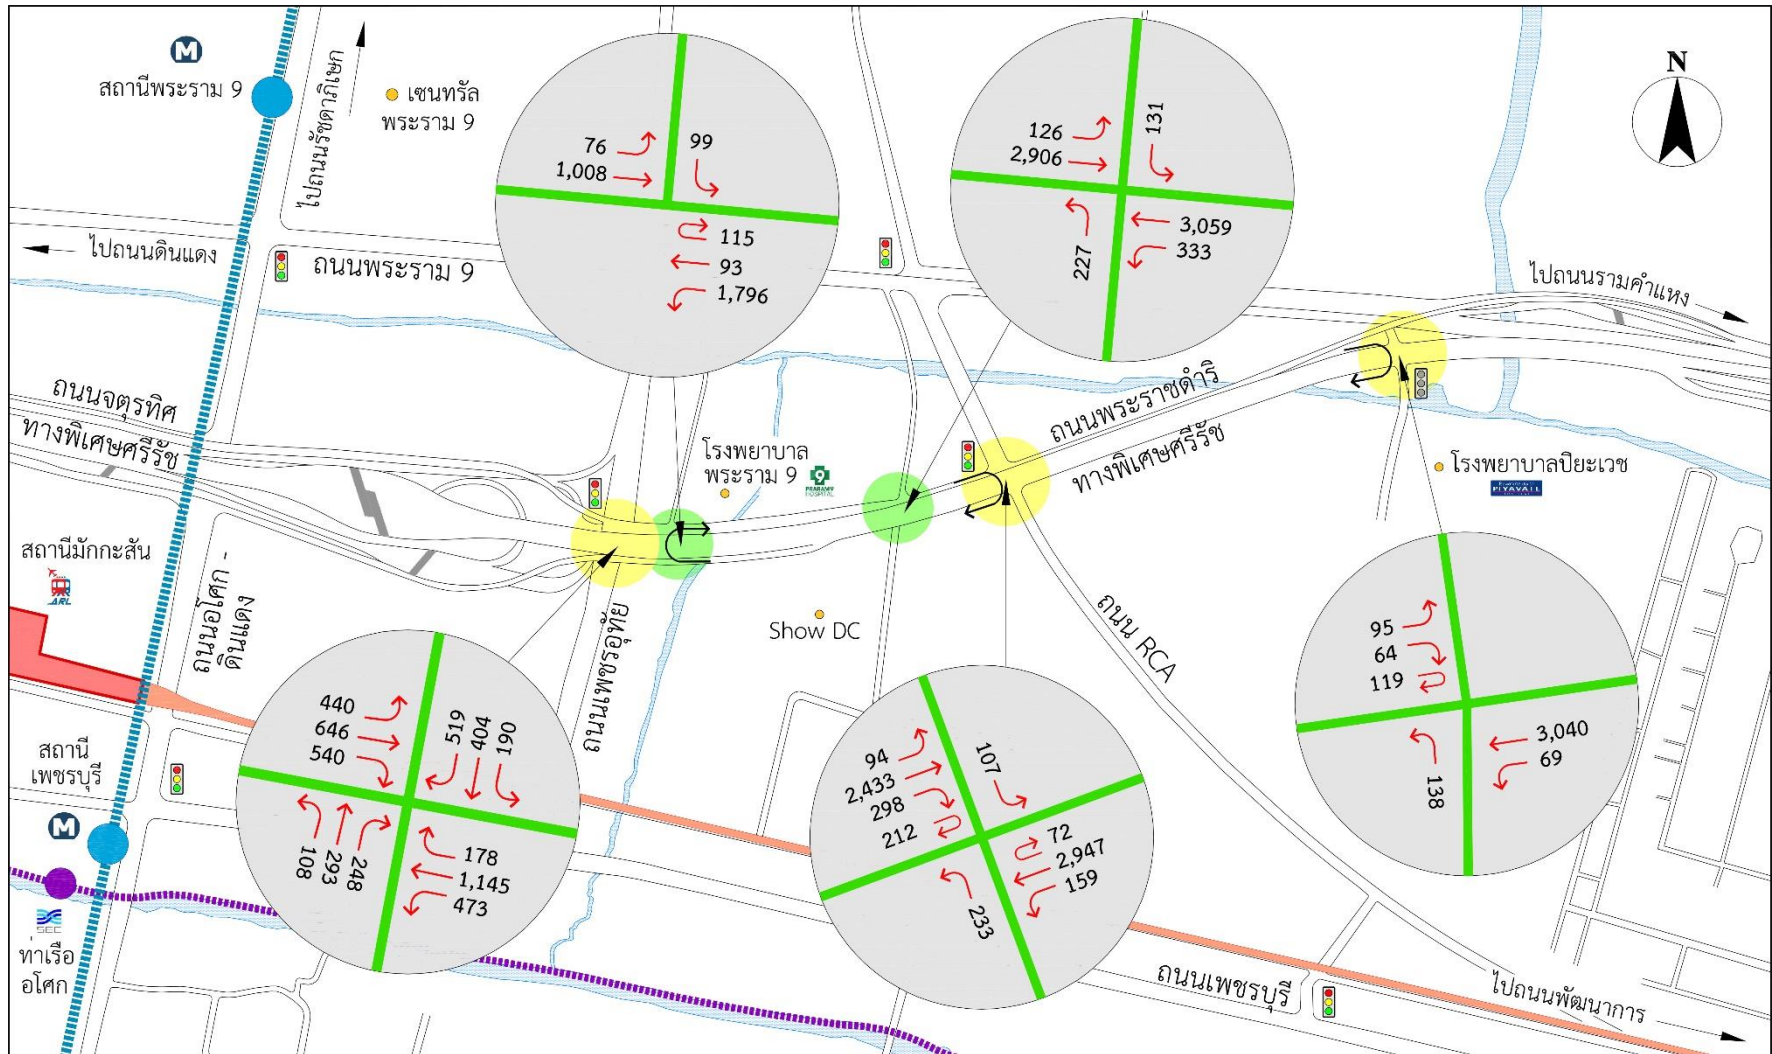 N
M
สถานีพระราม 9
ไปถนนรัชดาภิเษก
เซนทรัล
พระราม 9
76
1,008
99
115
93
1,796
126
2,906
131
3,059
333
227
ไปถนนดินแดง
ถนนพระราม 9
ไปถนนรามคำแหง
ถนนจตุรทิศ
ทางพิเศษศรีรัช
ถนนพระราชดำริ
ทางพิเศษศรีรัช
โรงพยาบาล
พระราม 9
9
PRARAM 9
HOSPITAL
โรงพยาบาลปิยะเวช
PIYAVATE
สถานีมักกะสัน
ARL
ถนนอโศก -
ดินแดง
ถนนเพชรอุทัย
Show DC
ถนน RCA
440
646
540
519
404
190
108
293
248
178
1,145
473
94
2,433
298
212
107
72
2,947
159
233
95
64
119
3,040
69
138
สถานี
เพชรบุรี
M
SEC
ท่าเรือ
อโศก
ถนนเพชรบุรี
ไปถนนพัฒนาการ